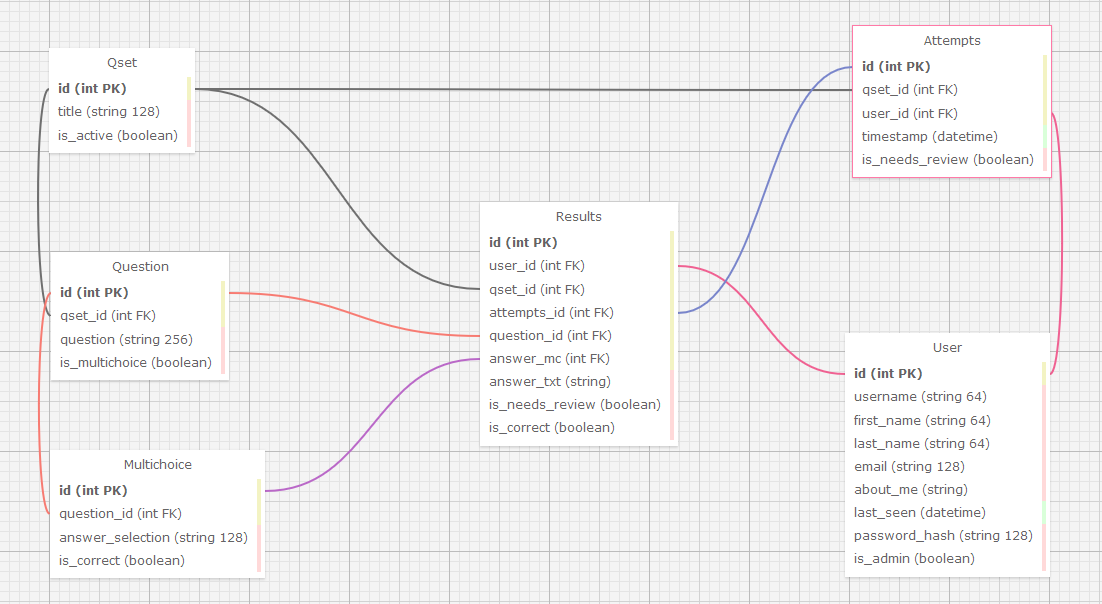 Qset
id (int PK)
title (string 128)
is_active (boolean)
Attempts
id (int PK)
qset_id (int FK)
user_id (int FK)
timestamp (datetime)
is_needs_review (boolean)
Results
id (int PK)
user_id (int FK)
qset_id (int FK)
attempts_id (int FK)
question_id (int FK)
answer_mc (int FK)
answer_txt (string)
is_needs_review (boolean)
is_correct (boolean)
Question
id (int PK)
qset_id (int FK)
question (string 256)
is_multichoice (boolean)
User
id (int PK)
username (string 64)
first_name (string 64)
last_name (string 64)
email (string 128)
about_me (string)
last_seen (datetime)
password_hash (string 128)
is_admin (boolean)
Multichoice
id (int PK)
question_id (int FK)
answer_selection (string 128)
is_correct (boolean)